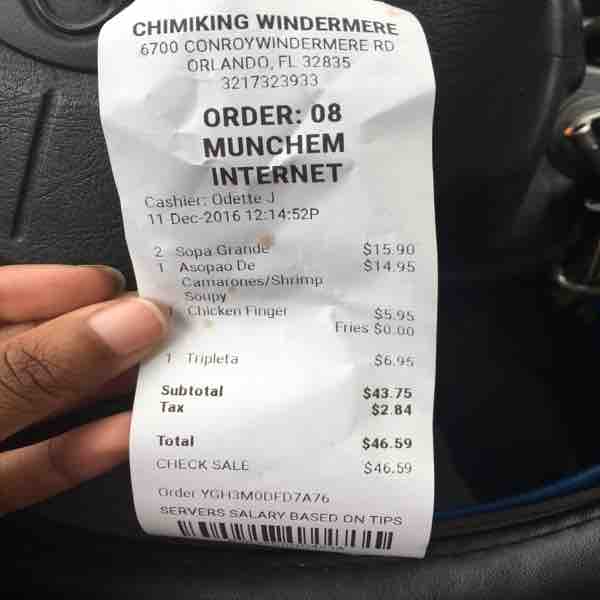 CHIMIKING WINDERMERE
6700 CONROYWINDERMERE RD
ORLANDO, FL 32835
3217323933
ORDER: 08
MUNCHEM
INTERNET
Cashier: Odette J
11-Dec-2016 12:14:52P
2 Sopa Grande $15.90
1 Asopao De $14.95
Camarones/Shrimp
Soupy
1 Chicken Finger $5.95
Fries $0.00
1 Tripleta $6.95
Subtotal $43.75
Tax $2.84
Total $46.59
CHECK SALE $46.59
Order YGH3M0DFD7A76
SERVERS SALARY BASED ON TIPS